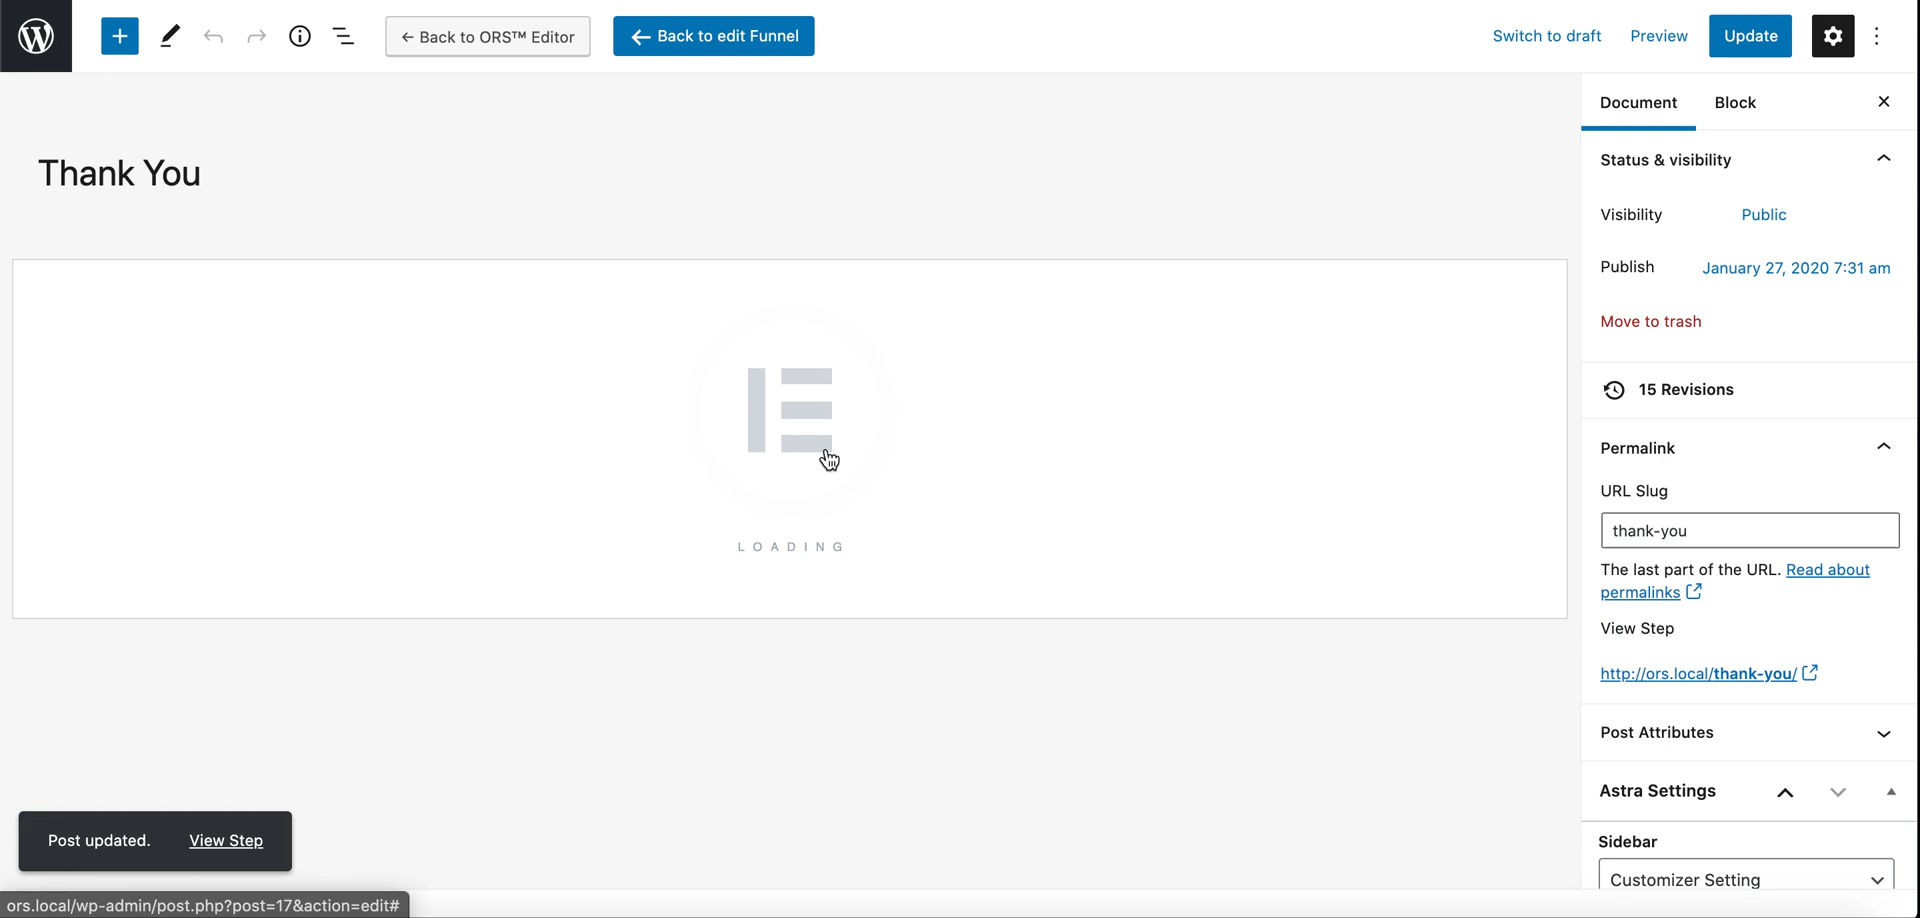 ← Back to ORS™ Editor
← Back to edit Funnel
Switch to draft
Preview
Update
Document
Block
Thank You
Status & visibility
Visibility
Public
Publish
January 27, 2020 7:31 am
Move to trash
15 Revisions
Permalink
URL Slug
thank-you
LOADING
The last part of the URL. Read about
permalinks
View Step
http://ors.local/thank-you/
Post Attributes
Astra Settings
Sidebar
Customizer Setting
Post updated.
View Step
ors.local/wp-admin/post.php?post=17&action=edit#